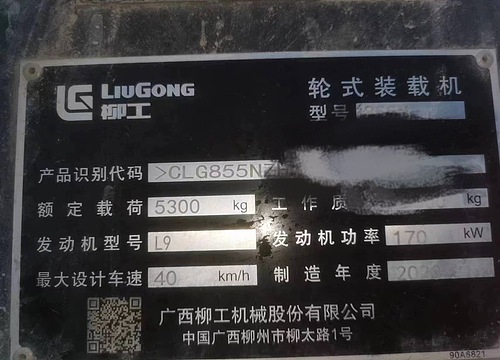 LIUGONG
柳工
轮式装载机
型号
产品识别代码 >CLG855NZ
额定载荷 5300 kg 工作质 kg
发动机型号 L9 发动机功率 170 kW
最大设计车速 40 km/h 制造年度
广西柳工机械股份有限公司
中国广西柳州市柳太路1号
90A8821